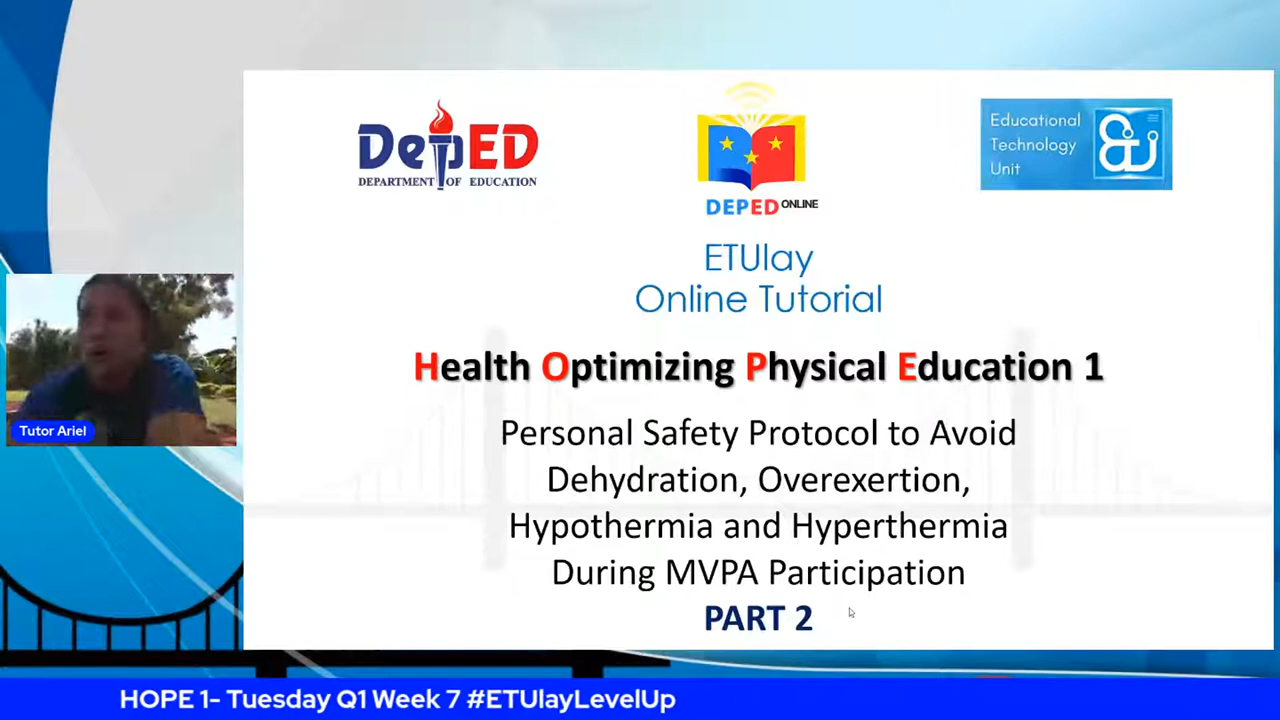 DepED
DEPARTMENT OF EDUCATION
DEPED ONLINE
Educational
Technology
Unit
ETUlay
Online Tutorial
Health Optimizing Physical Education 1
Personal Safety Protocol to Avoid
Dehydration, Overexertion,
Hypothermia and Hyperthermia
During MVPA Participation
PART 2
Tutor Ariel
HOPE 1- Tuesday Q1 Week 7 #ETUlayLevelUp